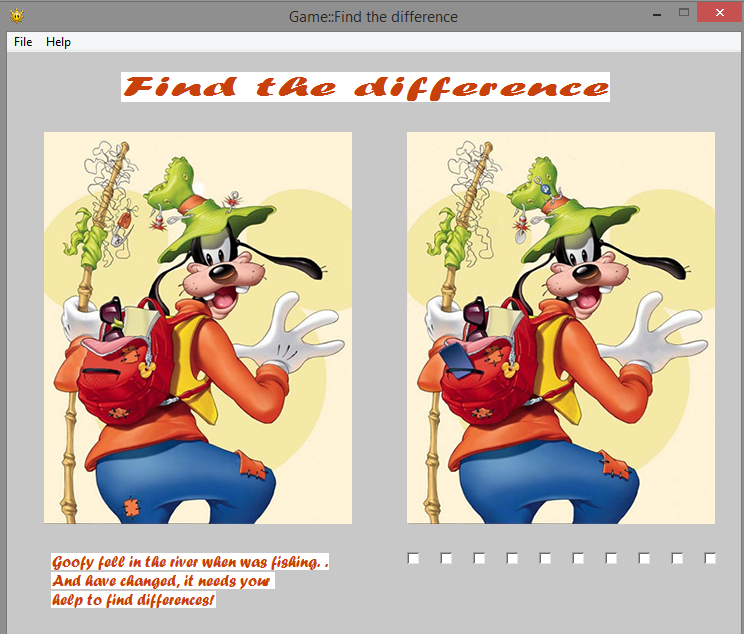 Game::Find the difference
File Help
Find the difference
Goofy fell in the river when was fishing. .
And have changed, it needs your
help to find differences!